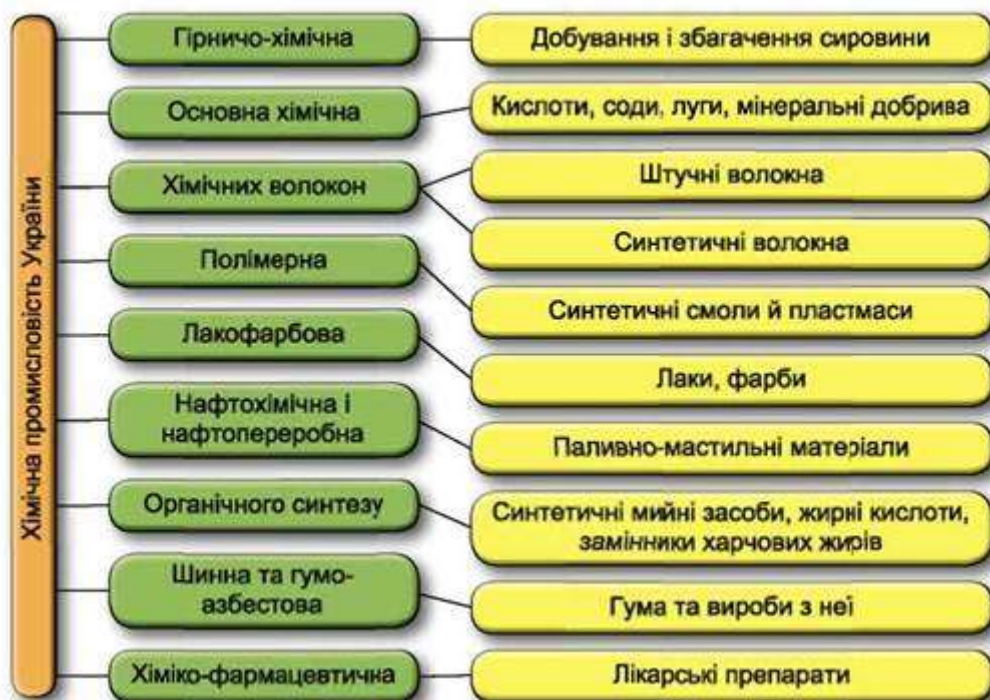 Хімічна промисловість України
Гірничо-хімічна
Добування і збагачення сировини
Основна хімічна
Кислоти, соди, луги, мінеральні добрива
Хімічних волокон
Штучні волокна
Синтетичні волокна
Полімерна
Синтетичні смоли й пластмаси
Лакофарбова
Лаки, фарби
Нафтохімічна і
нафтопереробна
Паливно-мастильні матеріали
Органічного синтезу
Синтетичні мийні засоби, жирні кислоти,
замінники харчових жирів
Шинна та гумо-
азбестова
Гума та вироби з неї
Хіміко-фармацевтична
Лікарські препарати